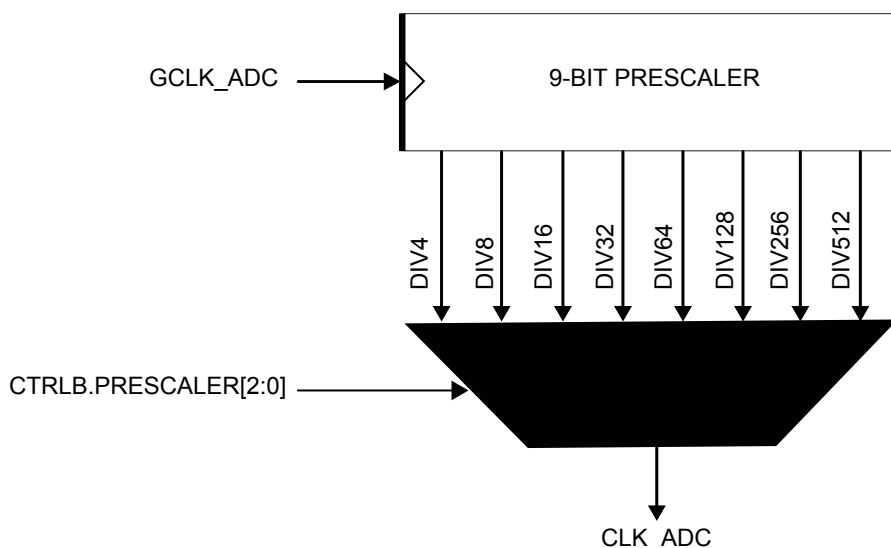 GCLK_ADC
9-BIT PRESCALER
DIV4
DIV8
DIV16
DIV32
DIV64
DIV128
DIV256
DIV512
CTRLB.PRESCALER[2:0]
CLK_ADC